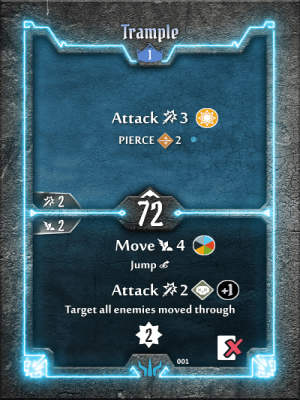 Trample
1
Attack 3
PIERCE 2
2
72
2
Move 4
Jump
Attack 2 +1
Target all enemies moved through
2
001